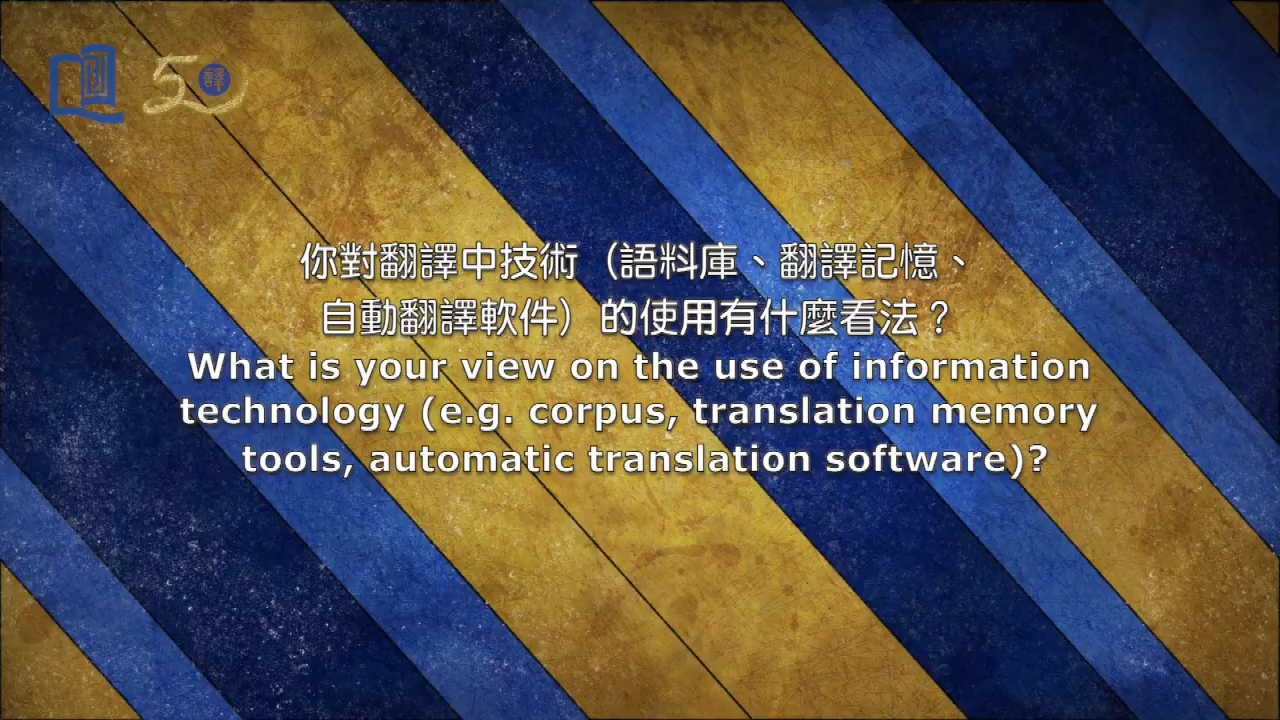 50 譯
你對翻譯中技術（語料庫、翻譯記憶、
自動翻譯軟件）的使用有什麼看法？
What is your view on the use of information
technology (e.g. corpus, translation memory
tools, automatic translation software)?